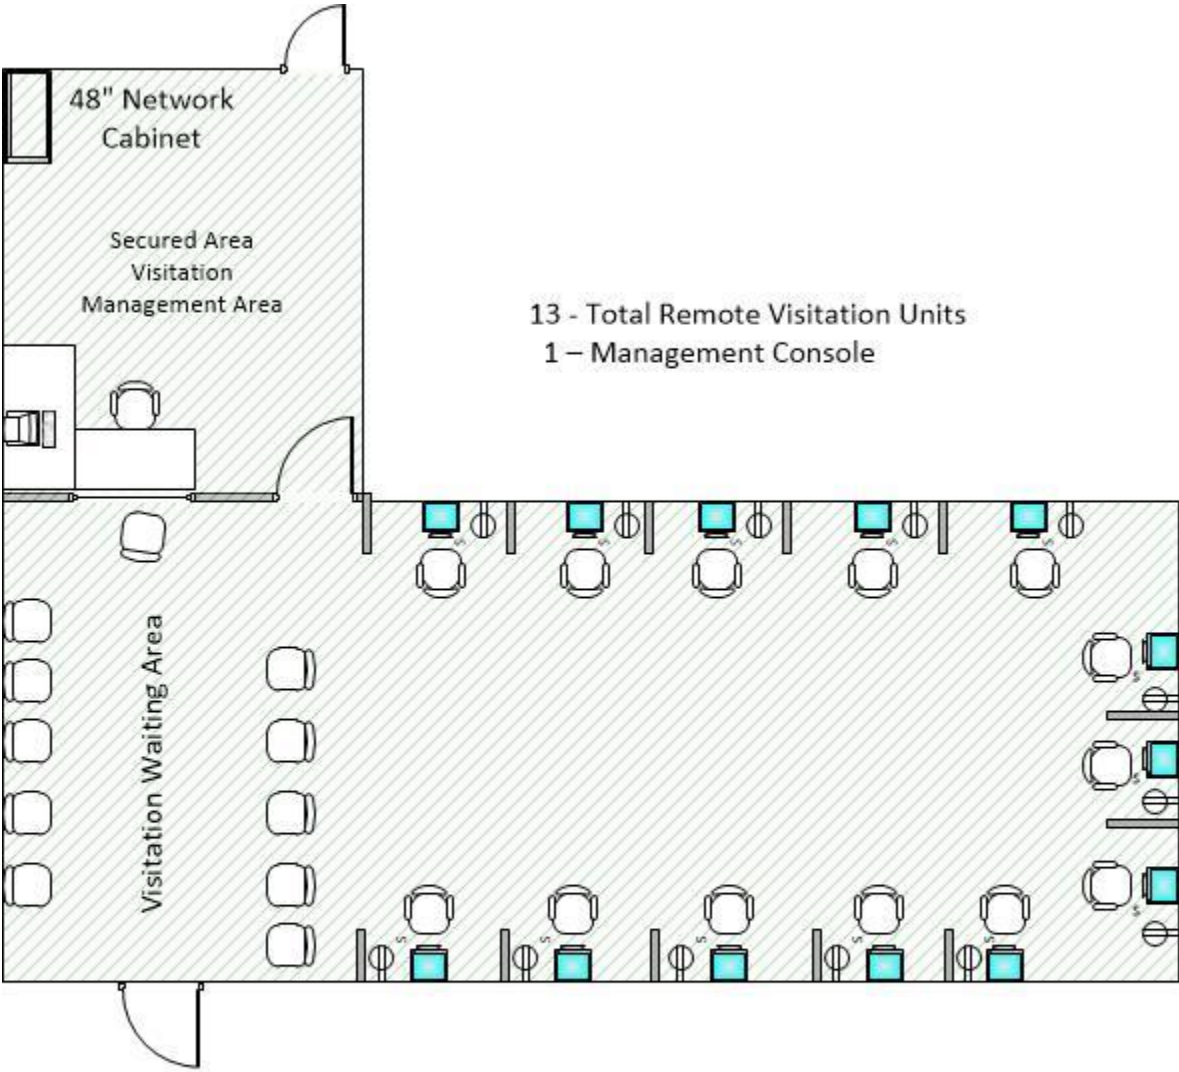 48" Network
Cabinet
Secured Area
Visitation
Management Area
13 - Total Remote Visitation Units
1 – Management Console
Visitation Waiting Area